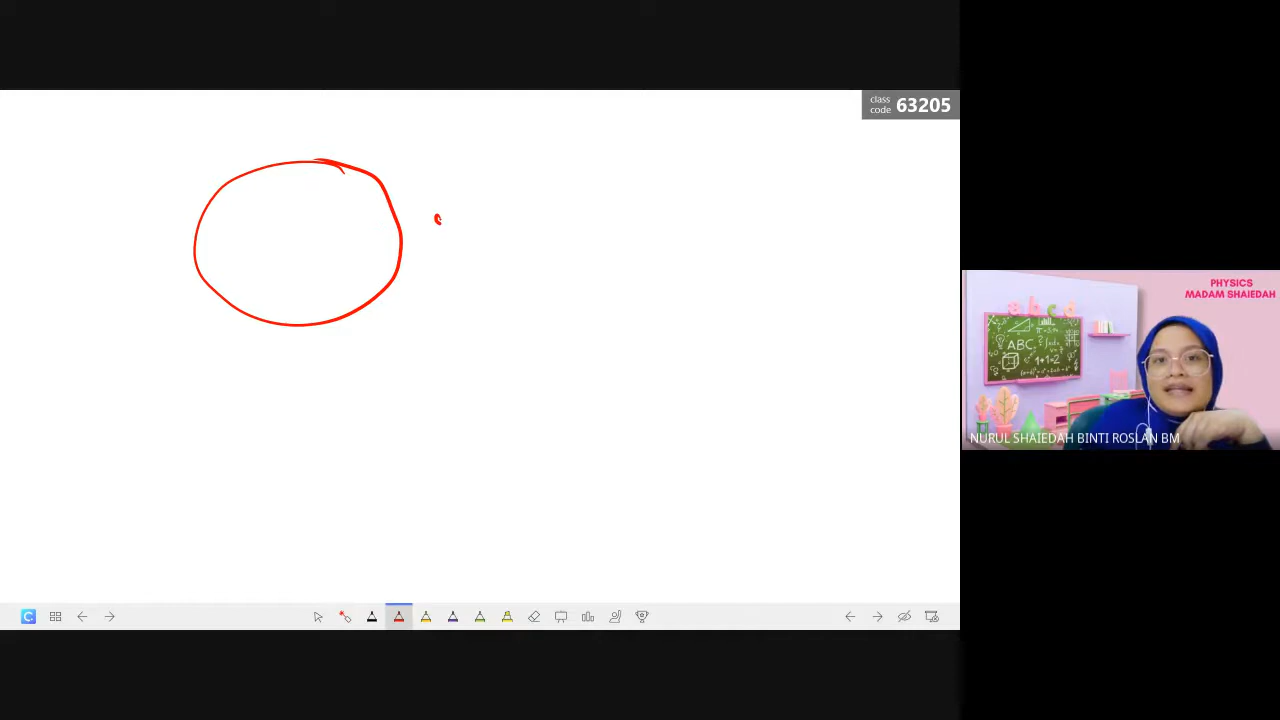 class
code 63205
PHYSICS
MADAM SHAIEDAH
a b c d
ABC
1+1=2
NURUL SHAIEDAH BINTI ROSLAN BM